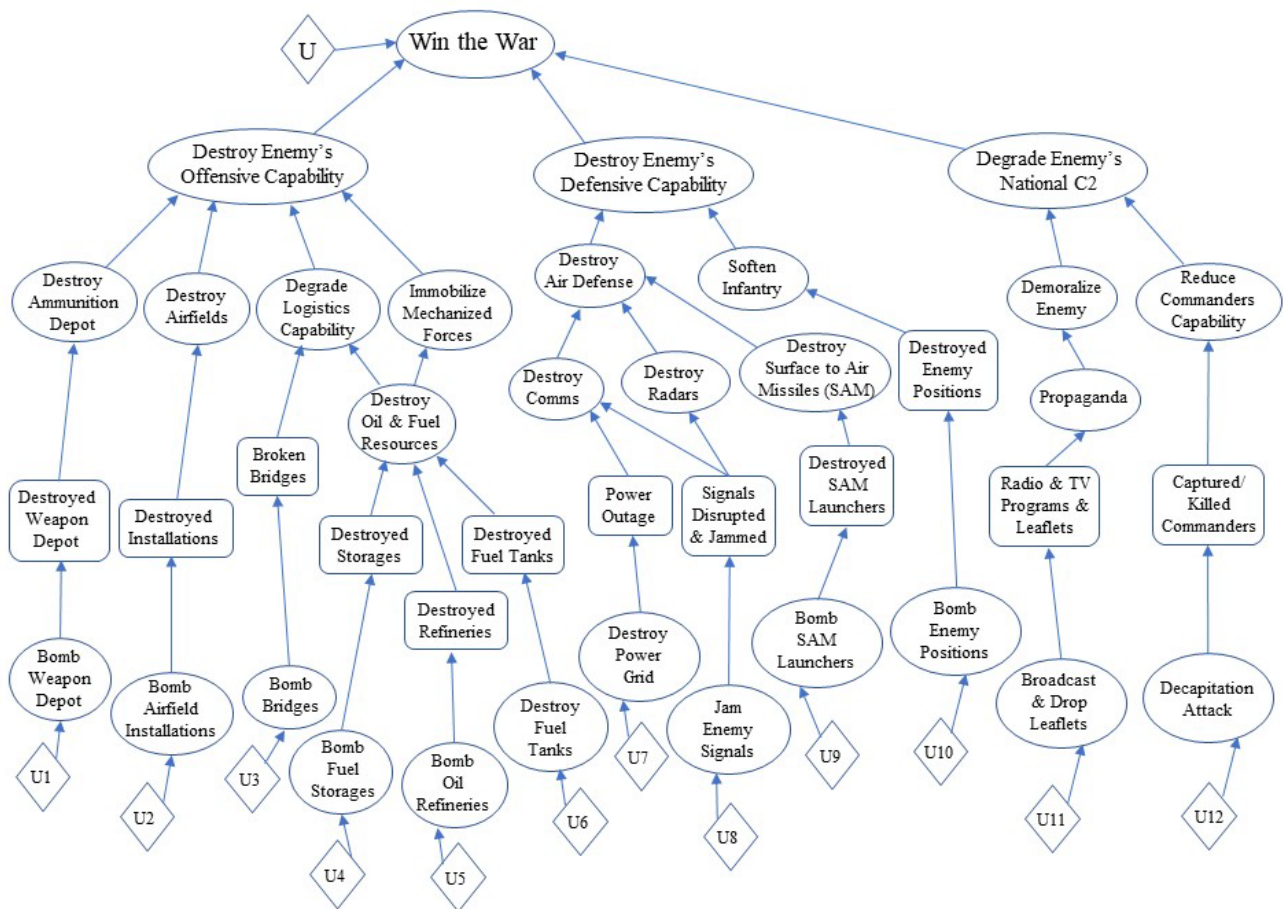 U
Win the War
Destroy Enemy's
Offensive Capability
Destroy Enemy's
Defensive Capability
Degrade Enemy's
National C2
Destroy
Ammunition
Depot
Destroy
Airfields
Degrade
Logistics
Capability
Immobilize
Mechanized
Forces
Destroy
Air Defense
Soften
Infantry
Demoralize
Enemy
Reduce
Commanders
Capability
Destroy
Oil & Fuel
Resources
Destroy
Comms
Destroy
Radars
Destroy
Surface to Air
Missiles (SAM)
Destroyed
Enemy
Positions
Propaganda
Destroyed
Weapon
Depot
Destroyed
Installations
Broken
Bridges
Destroyed
Storages
Destroyed
Refineries
Destroyed
Fuel Tanks
Power
Outage
Signals
Disrupted
& Jammed
Destroyed
SAM
Launchers
Radio & TV
Programs &
Leaflets
Captured/
Killed
Commanders
Bomb
Weapon
Depot
Bomb
Airfield
Installations
Bomb
Bridges
Bomb
Fuel
Storages
Bomb
Oil
Refineries
Destroy
Fuel
Tanks
Destroy
Power
Grid
Jam
Enemy
Signals
Bomb
SAM
Launchers
Bomb
Enemy
Positions
Broadcast
& Drop
Leaflets
Decapitation
Attack
U1
U2
U3
U4
U5
U6
U7
U8
U9
U10
U11
U12